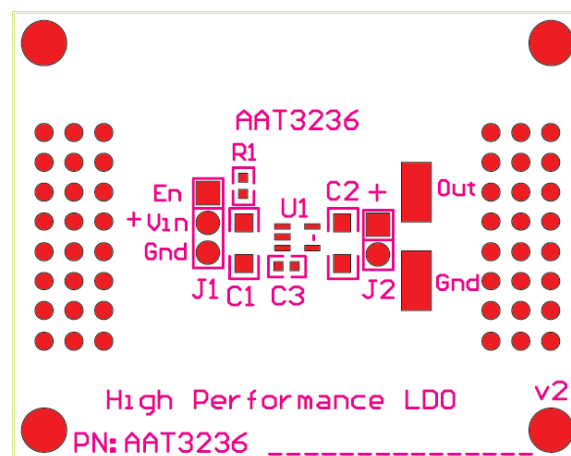 AAT3236
R1
En
C2 +
Out
+ Vin
U1
Gnd
Gnd
J1
C1
C3
J2
High Performance LDO
v2
PN: AAT3236 _______________